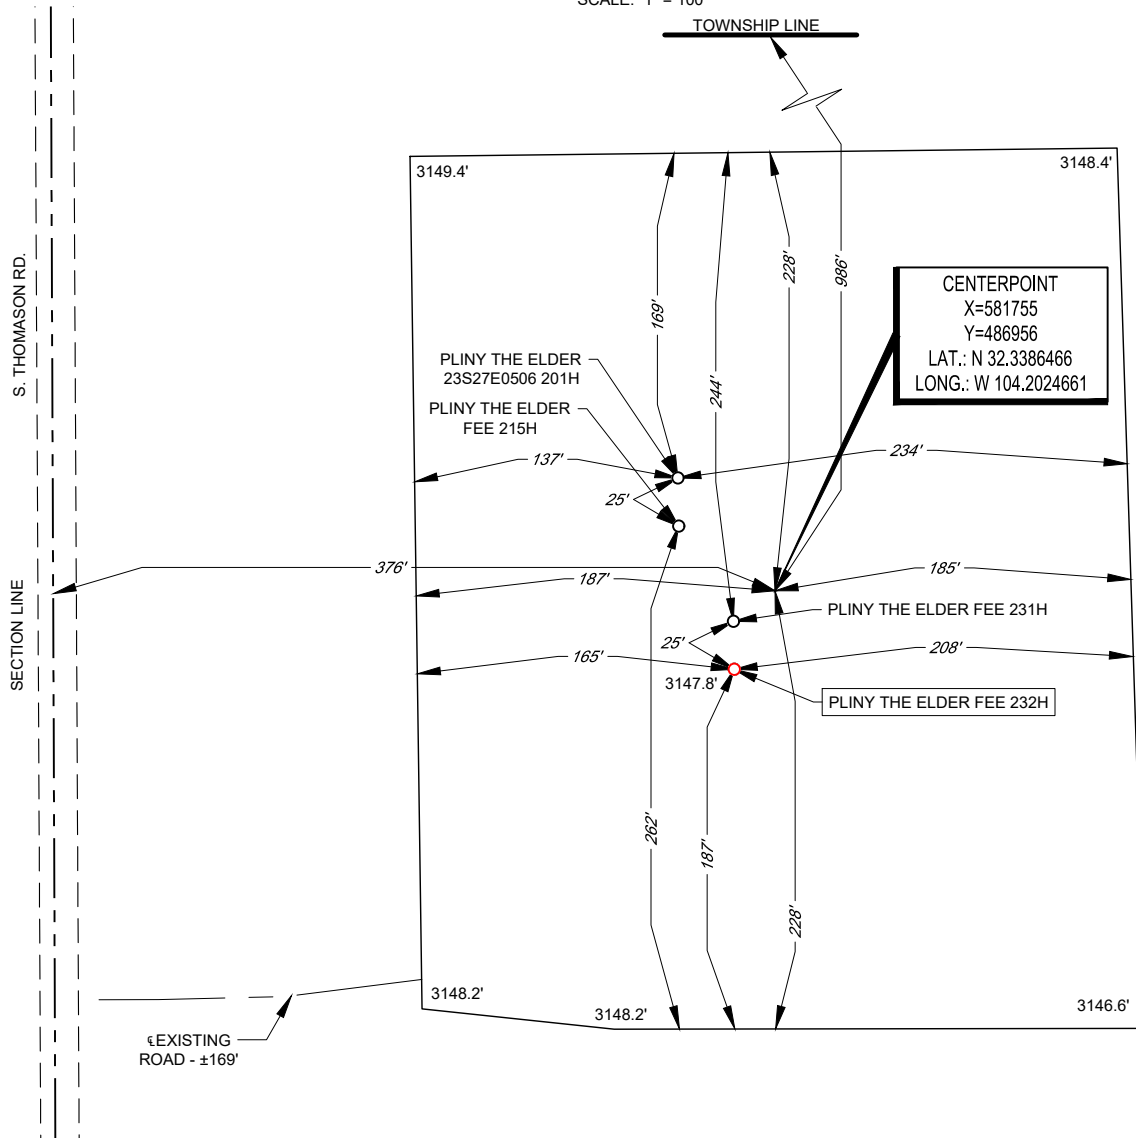 SCALE: 1" = 100'
TOWNSHIP LINE
3149.4'
3148.4'
S. THOMASON RD.
228'
986'
CENTERPOINT
X=581755
Y=486956
LAT.: N 32.3386466
LONG.: W 104.2024661
169'
PLINY THE ELDER
23S27E0506 201H
244'
PLINY THE ELDER
FEE 215H
137'
234'
25'
376'
187'
185'
SECTION LINE
PLINY THE ELDER FEE 231H
25'
165'
208'
3147.8'
PLINY THE ELDER FEE 232H
262'
187'
228'
3148.2'
3148.2'
3146.6'
℄EXISTING
ROAD - ±169'